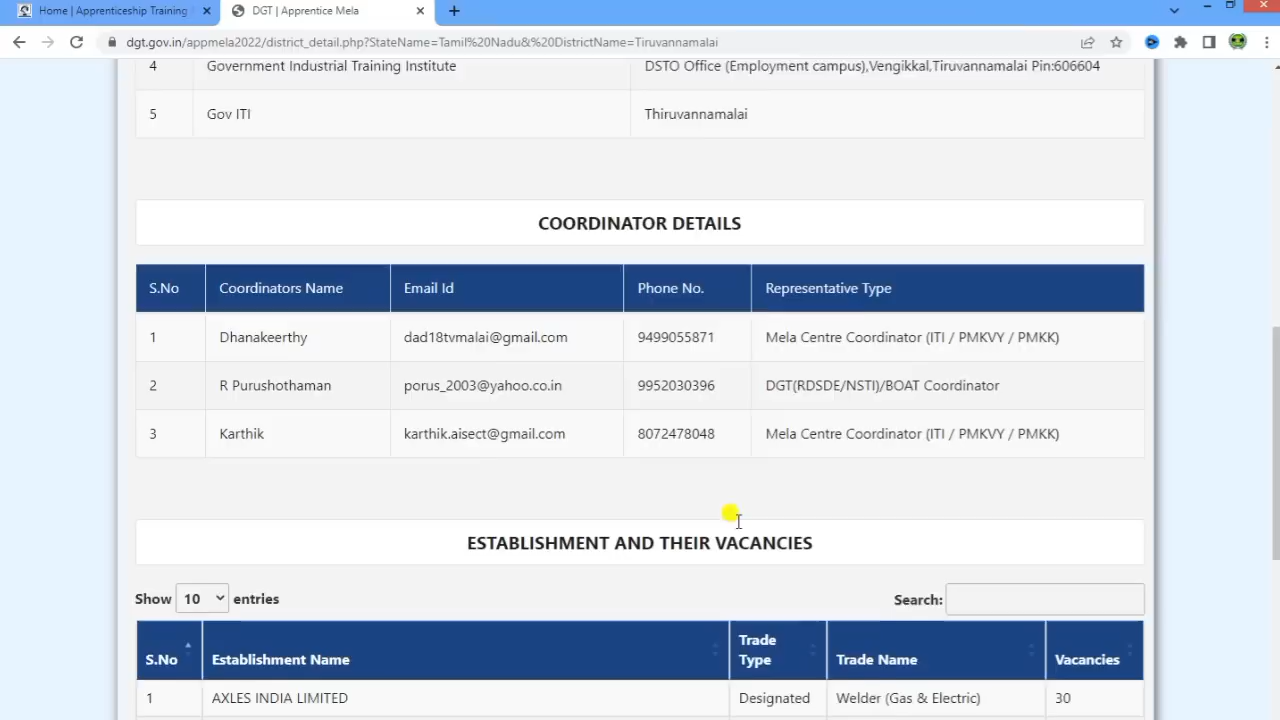 Home | Apprenticeship Training
DGT | Apprentice Mela
dgt.gov.in/appmela2022/district_detail.php?StateName=Tamil%20Nadu&%20DistrictName=Tiruvannamalai
4 Government Industrial Training Institute DSTO Office (Employment campus),Vengikkal,Tiruvannamalai Pin:606604
5 Gov ITI Thiruvannamalai
COORDINATOR DETAILS
S.No Coordinators Name Email Id Phone No. Representative Type
1 Dhanakeerthy dad18tvmalai@gmail.com 9499055871 Mela Centre Coordinator (ITI / PMKVY / PMKK)
2 R Purushothaman porus_2003@yahoo.co.in 9952030396 DGT(RDSDE/NSTI)/BOAT Coordinator
3 Karthik karthik.aisect@gmail.com 8072478048 Mela Centre Coordinator (ITI / PMKVY / PMKK)
ESTABLISHMENT AND THEIR VACANCIES
Show 10 entries Search:
S.No Establishment Name Trade Type Trade Name Vacancies
1 AXLES INDIA LIMITED Designated Welder (Gas & Electric) 30